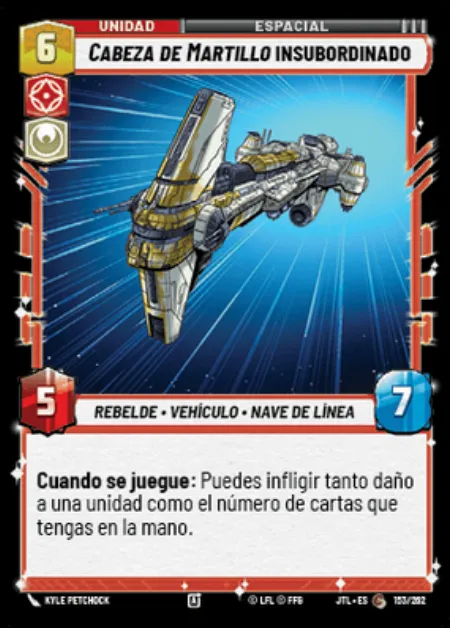 UNIDAD ESPACIAL
6 CABEZA DE MARTILLO INSUBORDINADO
5 REBELDE • VEHÍCULO • NAVE DE LÍNEA 7
Cuando se juegue: Puedes infligir tanto daño
a una unidad como el número de cartas que
tengas en la mano.
KYLE PETCHOCK A © LFL © FFG JTL • ES C 153/262